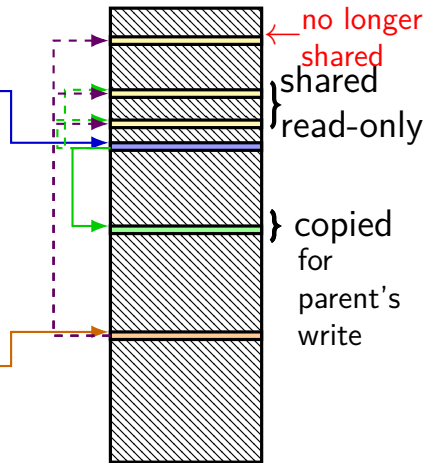 no longer
shared
shared
read-only
copied
for
parent's
write